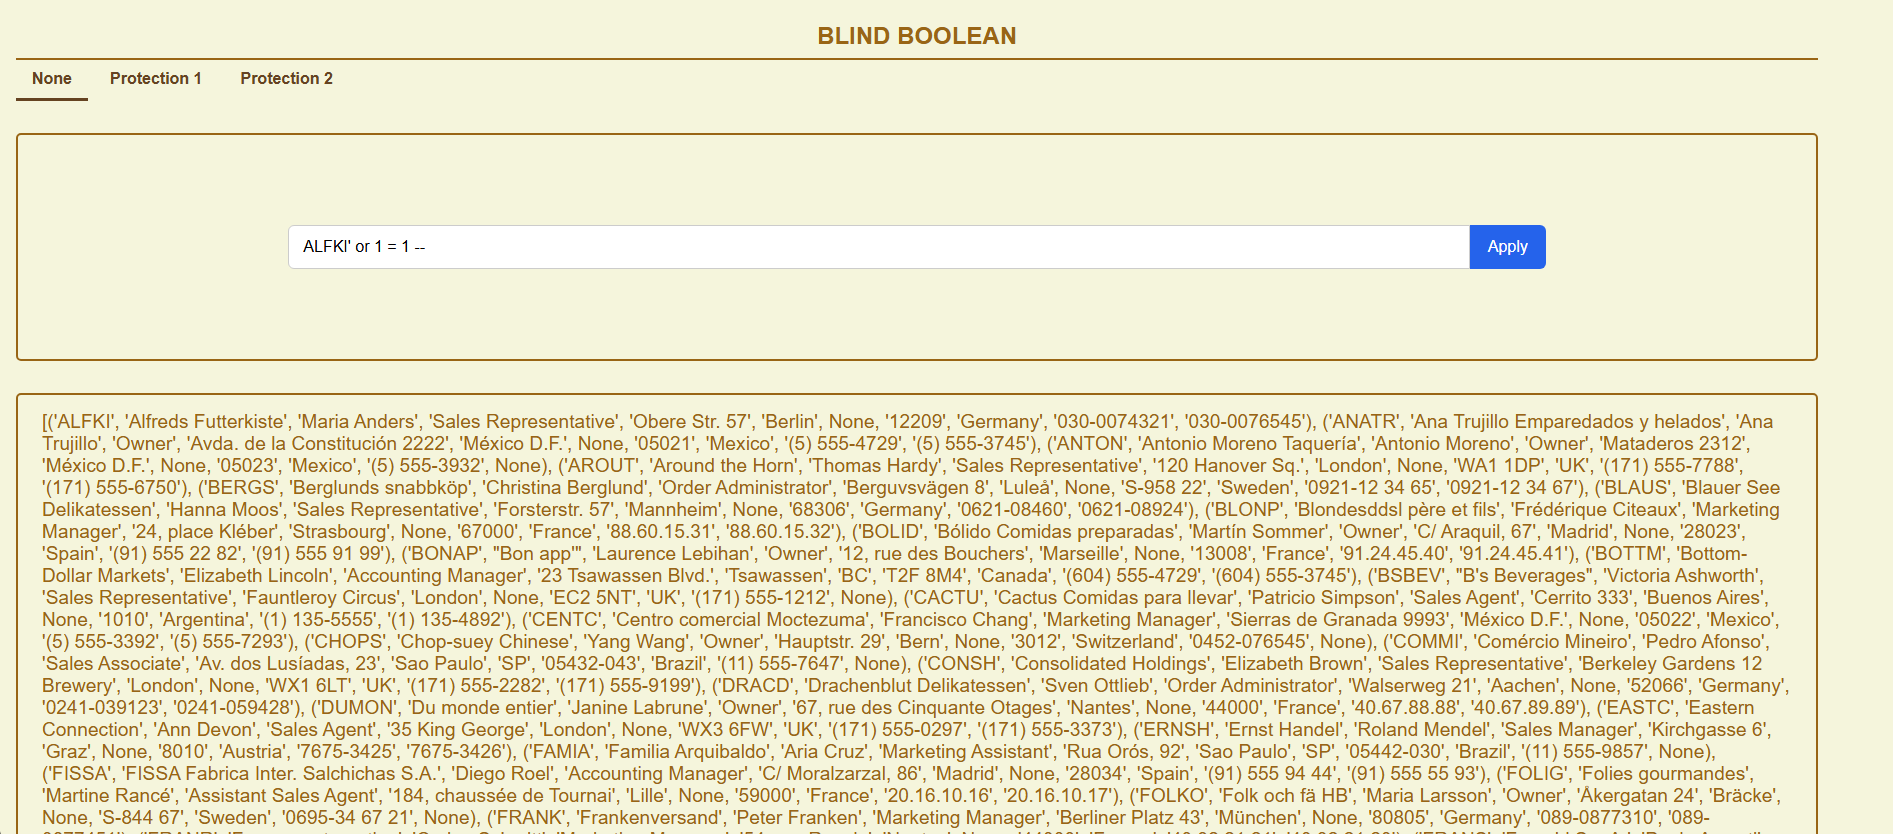 BLIND BOOLEAN
None Protection 1 Protection 2
ALFKI' or 1 = 1 --
Apply
[('ALFKI', 'Alfreds Futterkiste', 'Maria Anders', 'Sales Representative', 'Obere Str. 57', 'Berlin', None, '12209', 'Germany', '030-0074321', '030-0076545'), ('ANATR', 'Ana Trujillo Emparedados y helados', 'Ana
Trujillo', 'Owner', 'Avda. de la Constitución 2222', 'México D.F.', None, '05021', 'Mexico', '(5) 555-4729', '(5) 555-3745'), ('ANTON', 'Antonio Moreno Taquería', 'Antonio Moreno', 'Owner', 'Mataderos 2312',
'México D.F.', None, '05023', 'Mexico', '(5) 555-3932', None), ('AROUT', 'Around the Horn', 'Thomas Hardy', 'Sales Representative', '120 Hanover Sq.', 'London', None, 'WA1 1DP', 'UK', '(171) 555-7788',
'(171) 555-6750'), ('BERGS', 'Berglunds snabbköp', 'Christina Berglund', 'Order Administrator', 'Berguvsvägen 8', 'Luleå', None, 'S-958 22', 'Sweden', '0921-12 34 65', '0921-12 34 67'), ('BLAUS', 'Blauer See
Delikatessen', 'Hanna Moos', 'Sales Representative', 'Forsterstr. 57', 'Mannheim', None, '68306', 'Germany', '0621-08460', '0621-08924'), ('BLONP', 'Blondesddsl père et fils', 'Frédérique Citeaux', 'Marketing
Manager', '24, place Kléber', 'Strasbourg', None, '67000', 'France', '88.60.15.31', '88.60.15.32'), ('BOLID', 'Bólido Comidas preparadas', 'Martín Sommer', 'Owner', 'C/ Araquil, 67', 'Madrid', None, '28023',
'Spain', '(91) 555 22 82', '(91) 555 91 99'), ('BONAP', "Bon app'", 'Laurence Lebihan', 'Owner', '12, rue des Bouchers', 'Marseille', None, '13008', 'France', '91.24.45.40', '91.24.45.41'), ('BOTTM', 'Bottom-
Dollar Markets', 'Elizabeth Lincoln', 'Accounting Manager', '23 Tsawassen Blvd.', 'Tsawassen', 'BC', 'T2F 8M4', 'Canada', '(604) 555-4729', '(604) 555-3745'), ('BSBEV', "B's Beverages", 'Victoria Ashworth',
'Sales Representative', 'Fauntleroy Circus', 'London', None, 'EC2 5NT', 'UK', '(171) 555-1212', None), ('CACTU', 'Cactus Comidas para llevar', 'Patricio Simpson', 'Sales Agent', 'Cerrito 333', 'Buenos Aires',
None, '1010', 'Argentina', '(1) 135-5555', '(1) 135-4892'), ('CENTC', 'Centro comercial Moctezuma', 'Francisco Chang', 'Marketing Manager', 'Sierras de Granada 9993', 'México D.F.', None, '05022', 'Mexico',
'(5) 555-3392', '(5) 555-7293'), ('CHOPS', 'Chop-suey Chinese', 'Yang Wang', 'Owner', 'Hauptstr. 29', 'Bern', None, '3012', 'Switzerland', '0452-076545', None), ('COMMI', 'Comércio Mineiro', 'Pedro Afonso',
'Sales Associate', 'Av. dos Lusíadas, 23', 'Sao Paulo', 'SP', '05432-043', 'Brazil', '(11) 555-7647', None), ('CONSH', 'Consolidated Holdings', 'Elizabeth Brown', 'Sales Representative', 'Berkeley Gardens 12
Brewery', 'London', None, 'WX1 6LT', 'UK', '(171) 555-2282', '(171) 555-9199'), ('DRACD', 'Drachenblut Delikatessen', 'Sven Ottlieb', 'Order Administrator', 'Walserweg 21', 'Aachen', None, '52066', 'Germany',
'0241-039123', '0241-059428'), ('DUMON', 'Du monde entier', 'Janine Labrune', 'Owner', '67, rue des Cinquante Otages', 'Nantes', None, '44000', 'France', '40.67.88.88', '40.67.89.89'), ('EASTC', 'Eastern
Connection', 'Ann Devon', 'Sales Agent', '35 King George', 'London', None, 'WX3 6FW', 'UK', '(171) 555-0297', '(171) 555-3373'), ('ERNSH', 'Ernst Handel', 'Roland Mendel', 'Sales Manager', 'Kirchgasse 6',
'Graz', None, '8010', 'Austria', '7675-3425', '7675-3426'), ('FAMIA', 'Familia Arquibaldo', 'Aria Cruz', 'Marketing Assistant', 'Rua Orós, 92', 'Sao Paulo', 'SP', '05442-030', 'Brazil', '(11) 555-9857', None),
('FISSA', 'FISSA Fabrica Inter. Salchichas S.A.', 'Diego Roel', 'Accounting Manager', 'C/ Moralzarzal, 86', 'Madrid', None, '28034', 'Spain', '(91) 555 94 44', '(91) 555 55 93'), ('FOLIG', 'Folies gourmandes',
'Martine Rancé', 'Assistant Sales Agent', '184, chaussée de Tournai', 'Lille', None, '59000', 'France', '20.16.10.16', '20.16.10.17'), ('FOLKO', 'Folk och fä HB', 'Maria Larsson', 'Owner', 'Åkergatan 24', 'Bräcke',
None, 'S-844 67', 'Sweden', '0695-34 67 21', None), ('FRANK', 'Frankenversand', 'Peter Franken', 'Marketing Manager', 'Berliner Platz 43', 'München', None, '80805', 'Germany', '089-0877310', '089-